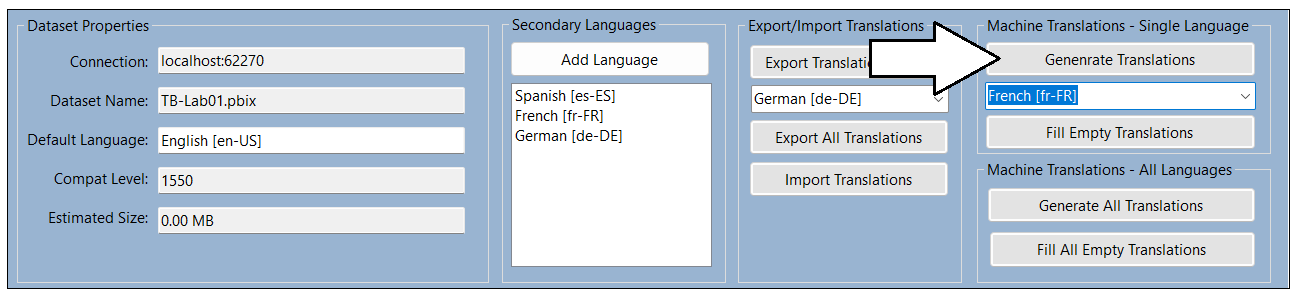 Dataset Properties
Connection: localhost:62270
Dataset Name: TB-Lab01.pbix
Default Language: English [en-US]
Compat Level: 1550
Estimated Size: 0.00 MB
Secondary Languages
Add Language
Spanish [es-ES]
French [fr-FR]
German [de-DE]
Export/Import Translations
Export Translati
German [de-DE]
Export All Translations
Import Translations
Machine Translations - Single Language
Genenrate Translations
French [fr-FR]
Fill Empty Translations
Machine Translations - All Languages
Generate All Translations
Fill All Empty Translations